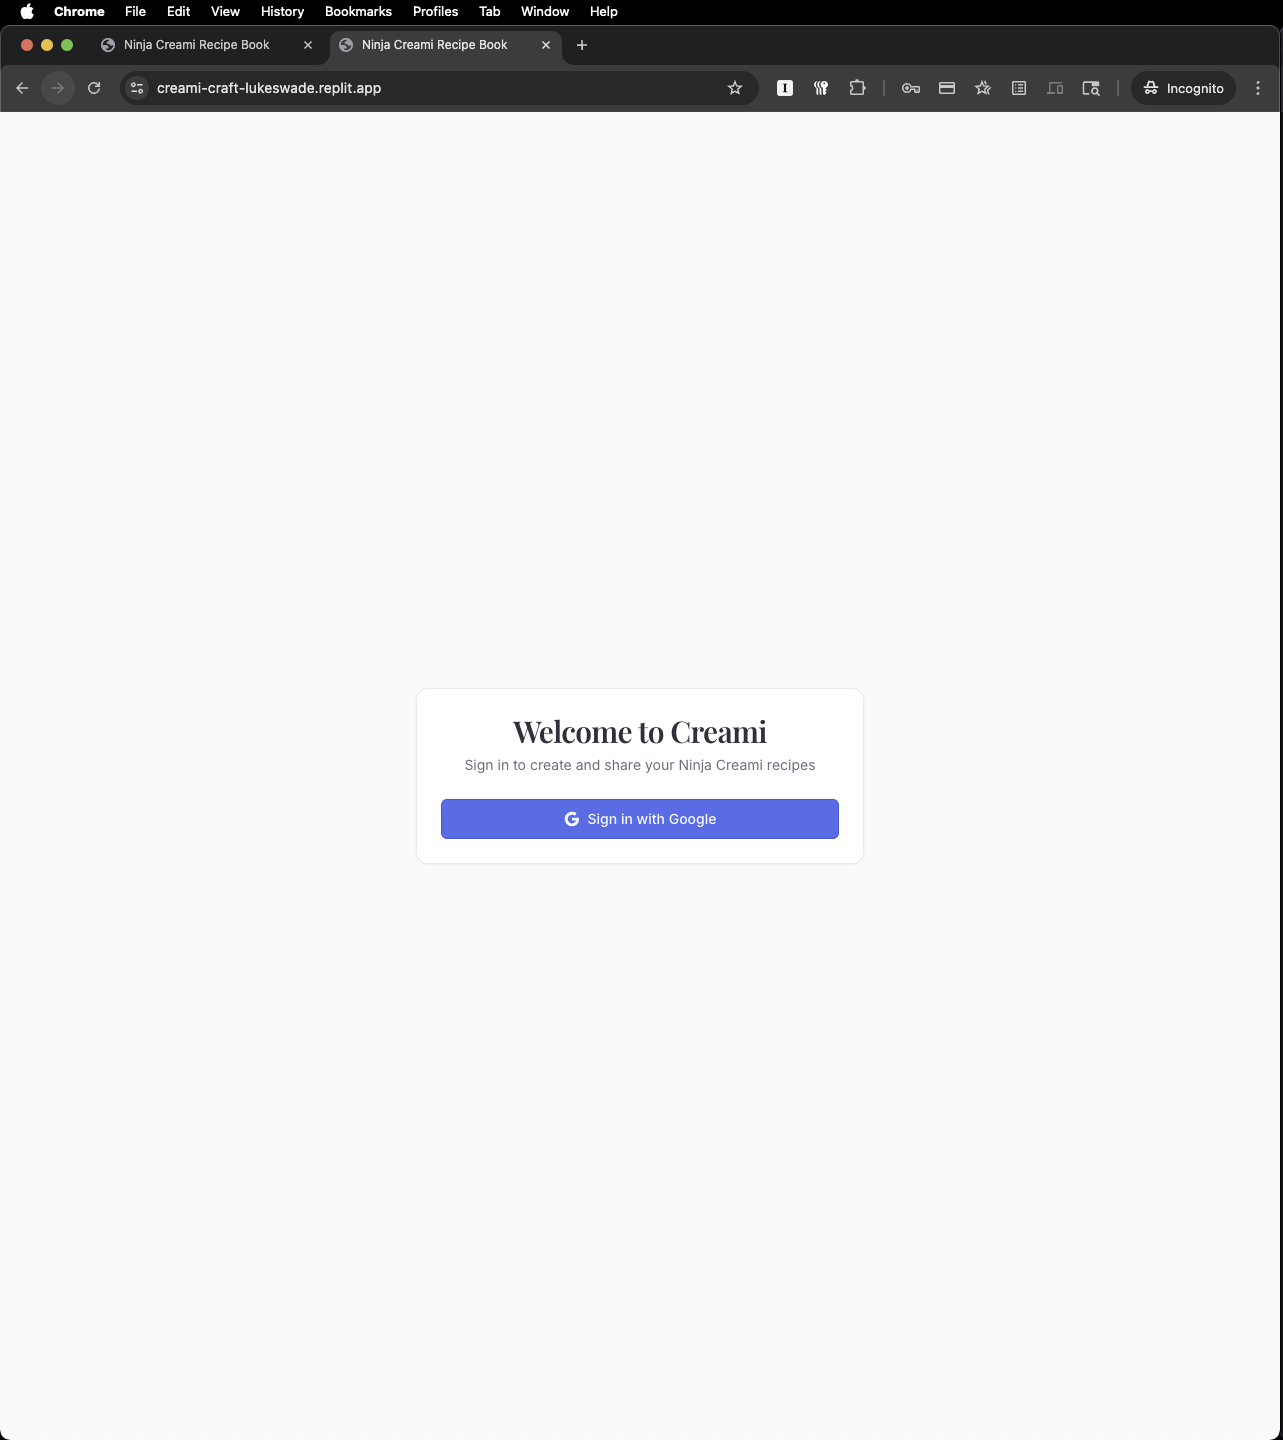 Chrome File Edit View History Bookmarks Profiles Tab Window Help
Ninja Creami Recipe Book Ninja Creami Recipe Book
creami-craft-lukeswade.replit.app Incognito
Welcome to Creami
Sign in to create and share your Ninja Creami recipes
Sign in with Google